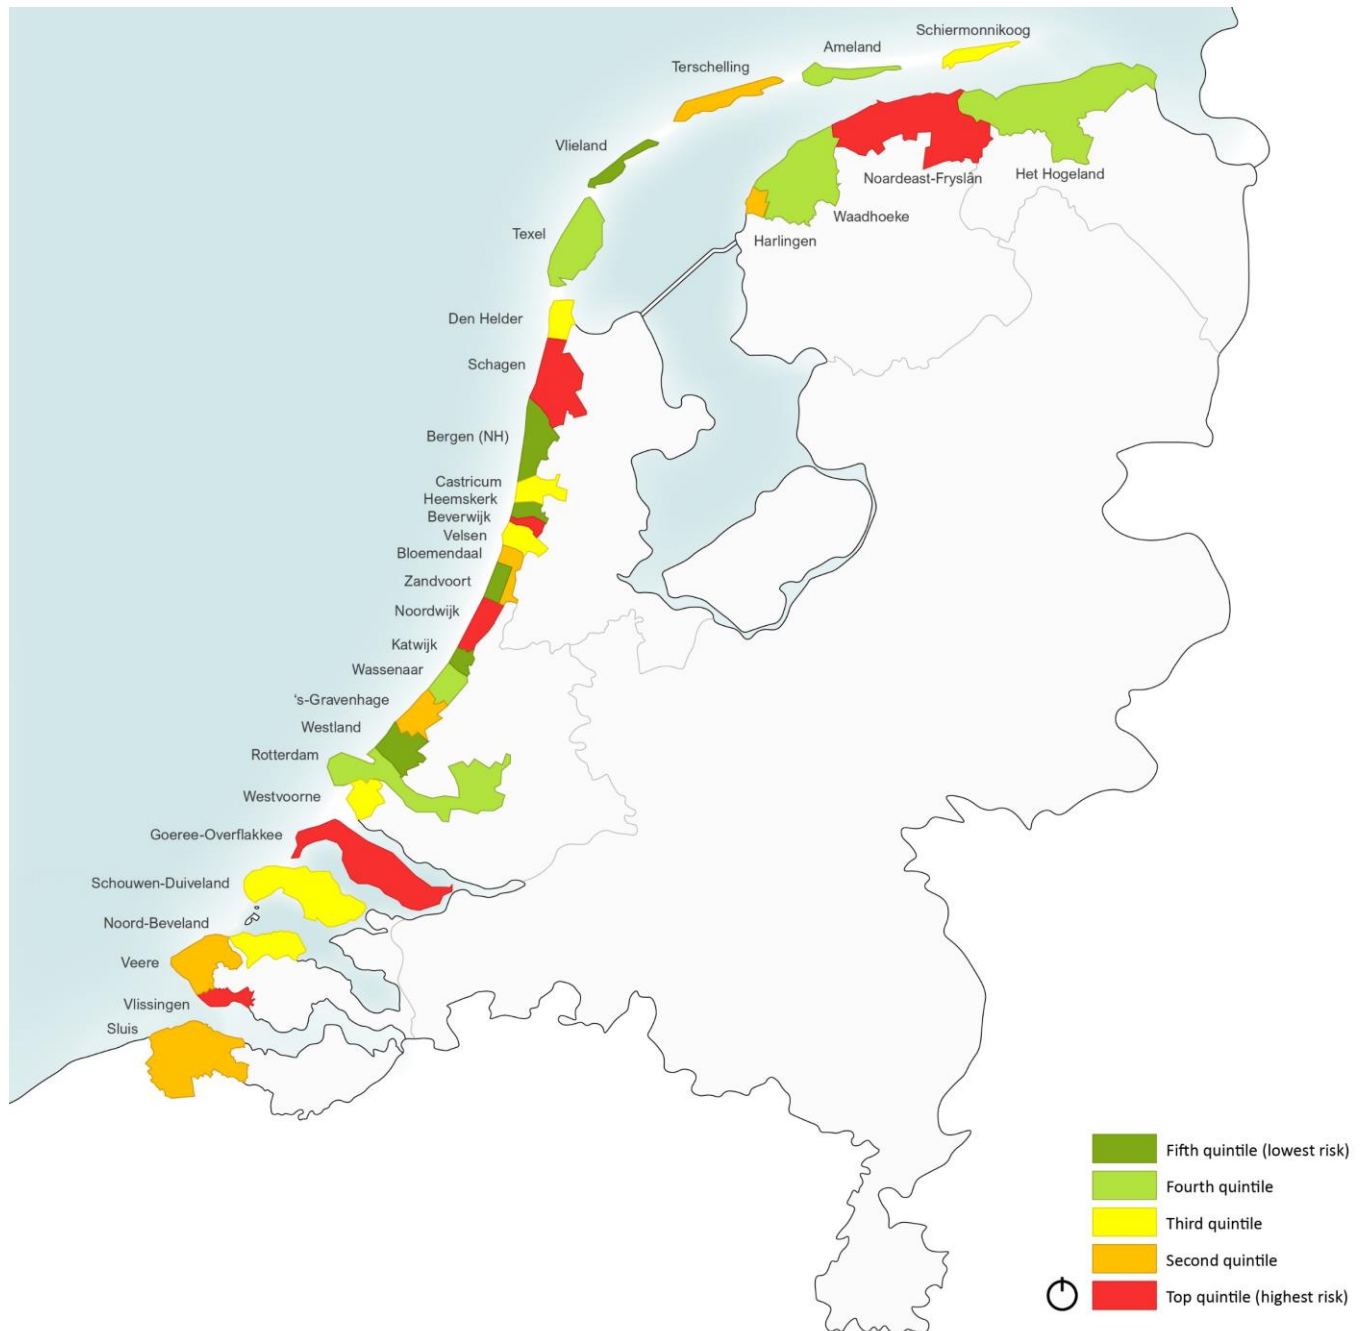 Schiermonnikoog
Ameland
Terschelling
Vlieland
Noardeast-Fryslân
Het Hogeland
Waadhoeke
Harlingen
Texel
Den Helder
Schagen
Bergen (NH)
Castricum
Heemskerk
Beverwijk
Velsen
Bloemendaal
Zandvoort
Noordwijk
Katwijk
Wassenaar
's-Gravenhage
Westland
Rotterdam
Westvoorne
Goeree-Overflakkee
Schouwen-Duiveland
Noord-Beveland
Veere
Vlissingen
Sluis
Fifth quintile (lowest risk)
Fourth quintile
Third quintile
Second quintile
Top quintile (highest risk)